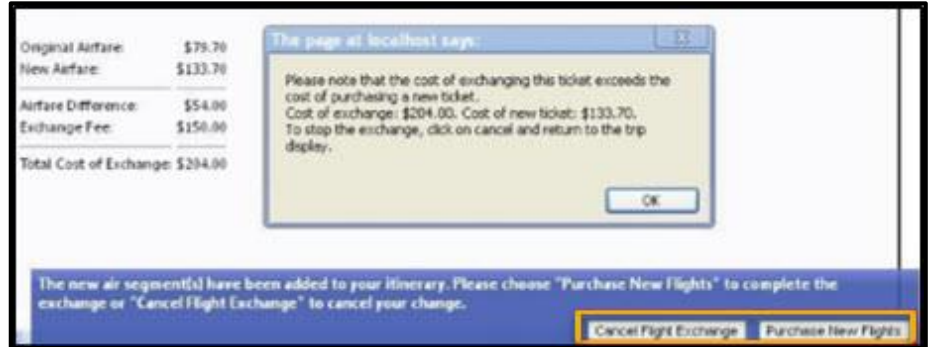 Original Airfare: $79.70
New Airfare: $133.70
Airfare Difference: $54.00
Exchange Fee: $150.00
Total Cost of Exchange: $204.00
The page at localhost says:
Please note that the cost of exchanging this ticket exceeds the
cost of purchasing a new ticket.
Cost of exchange: $204.00. Cost of new ticket: $133.70.
To stop the exchange, click on cancel and return to the trip
display.
OK
The new air segment(s) have been added to your itinerary. Please choose "Purchase New Flights" to complete the
exchange or "Cancel Flight Exchange" to cancel your change.
Cancel Flight Exchange Purchase New Flights